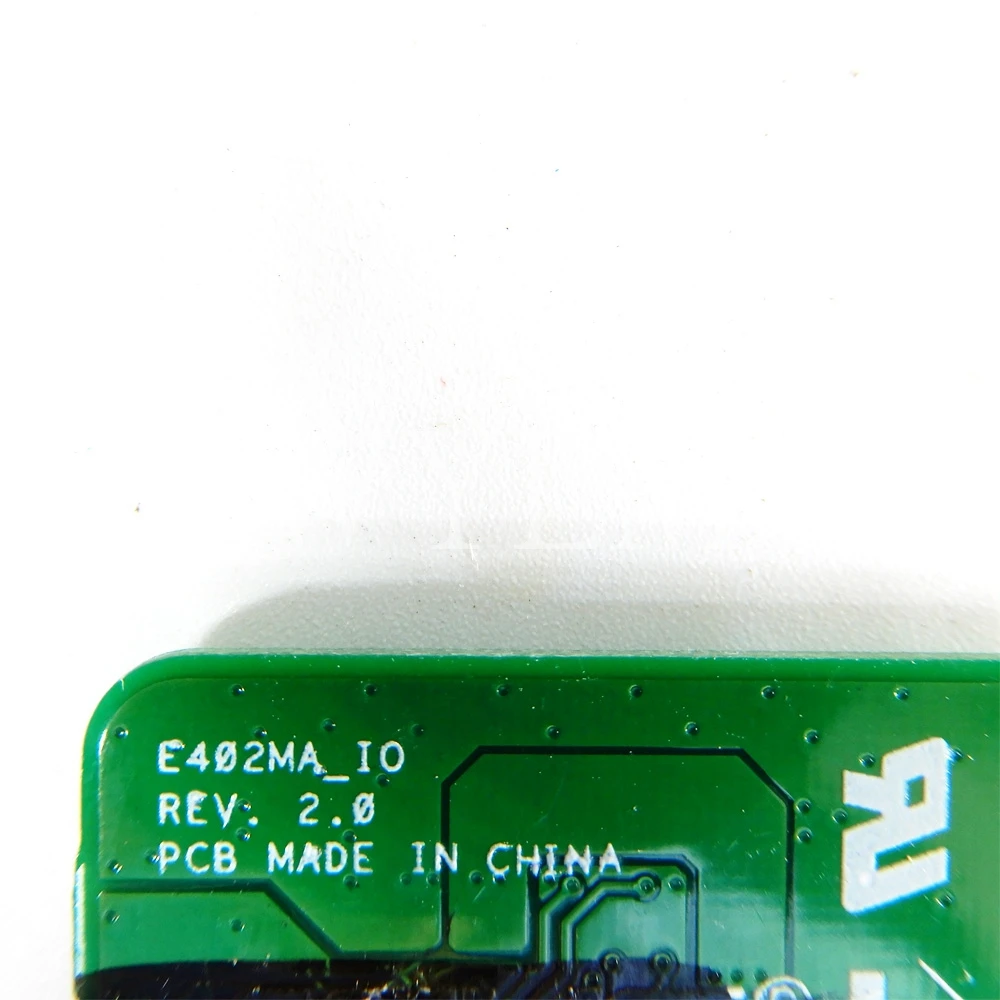 E402MA_IO
REV. 2.0
PCB MADE IN CHINA